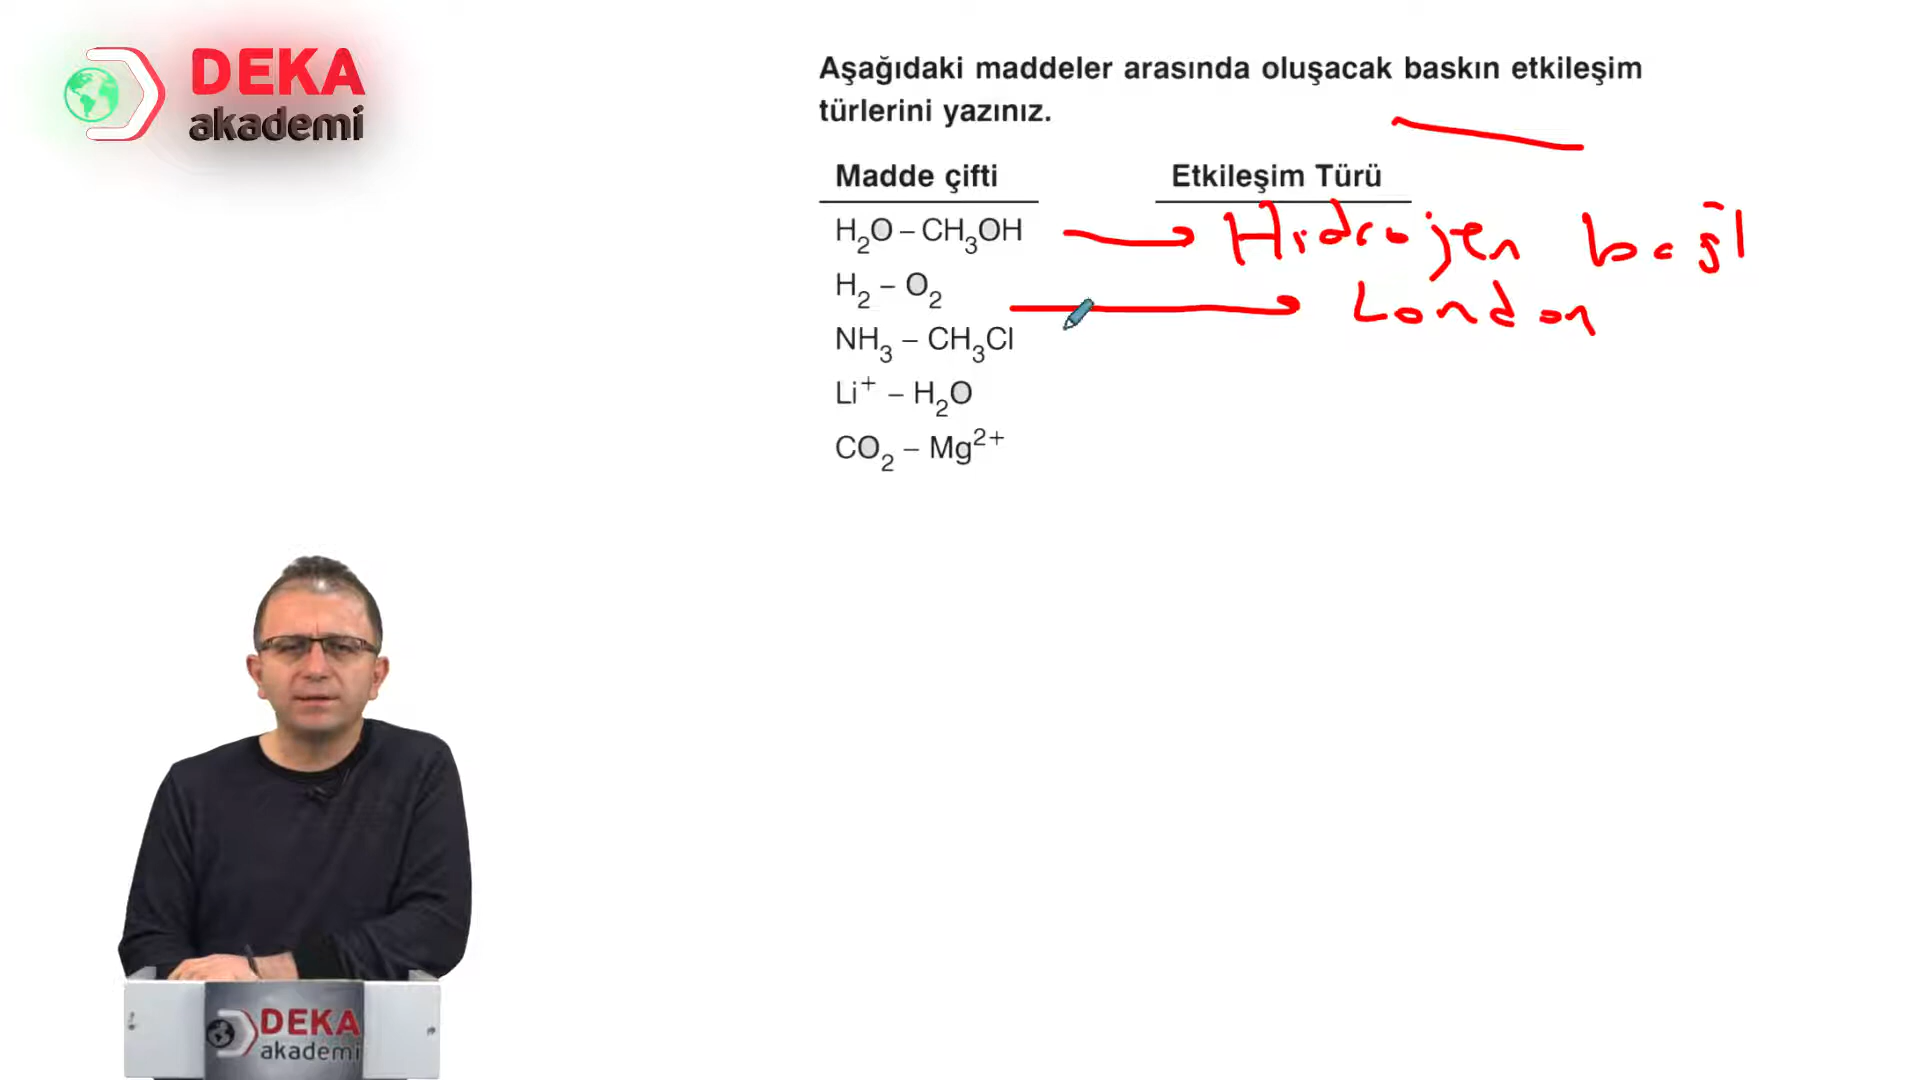 DEKA
akademi
Aşağıdaki maddeler arasında oluşacak baskın etkileşim
türlerini yazınız.
Madde çifti Etkileşim Türü
H₂O – CH₃OH Hidrojen bağı
H₂ – O₂ London
NH₃ – CH₃Cl
Li⁺ – H₂O
CO₂ – Mg²⁺
DEKA
akademi